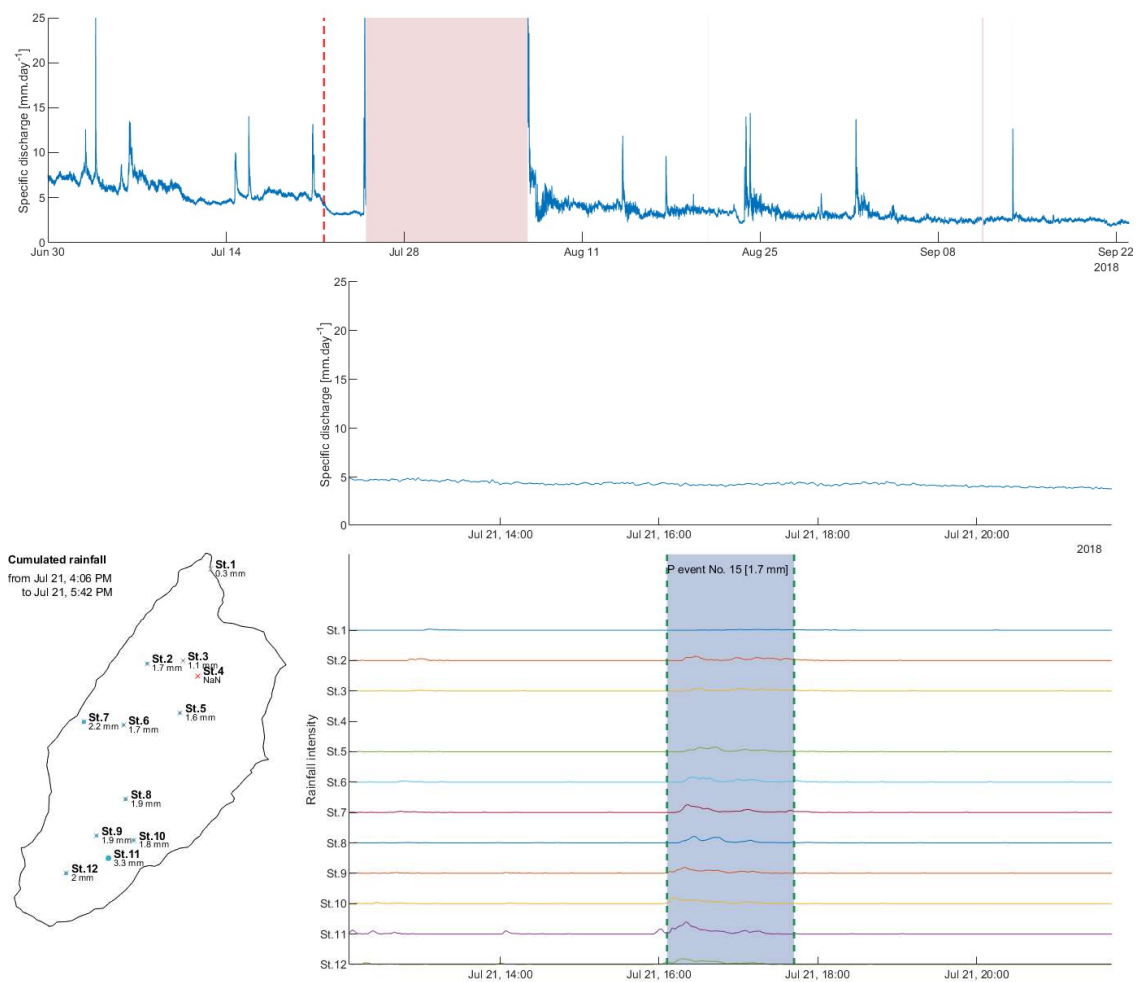 25
20
15
10
5
0
Specific discharge [mm.day⁻¹]
Jun 30
Jul 14
Jul 28
Aug 11
Aug 25
Sep 08
Sep 22
2018
25
20
15
10
5
0
Specific discharge [mm.day⁻¹]
Jul 21, 14:00
Jul 21, 16:00
Jul 21, 18:00
Jul 21, 20:00
2018
Cumulated rainfall
from Jul 21, 4:06 PM
to Jul 21, 5:42 PM
St.1
0.3 mm
St.2
1.7 mm
St.3
1.1 mm
St.4
NaN
St.5
1.6 mm
St.6
1.7 mm
St.7
2.2 mm
St.8
1.9 mm
St.9
1.9 mm
St.10
1.8 mm
St.11
3.3 mm
St.12
2 mm
P event No. 15 [1.7 mm]
Rainfall intensity
St.1
St.2
St.3
St.4
St.5
St.6
St.7
St.8
St.9
St.10
St.11
St.12
Jul 21, 14:00
Jul 21, 16:00
Jul 21, 18:00
Jul 21, 20:00